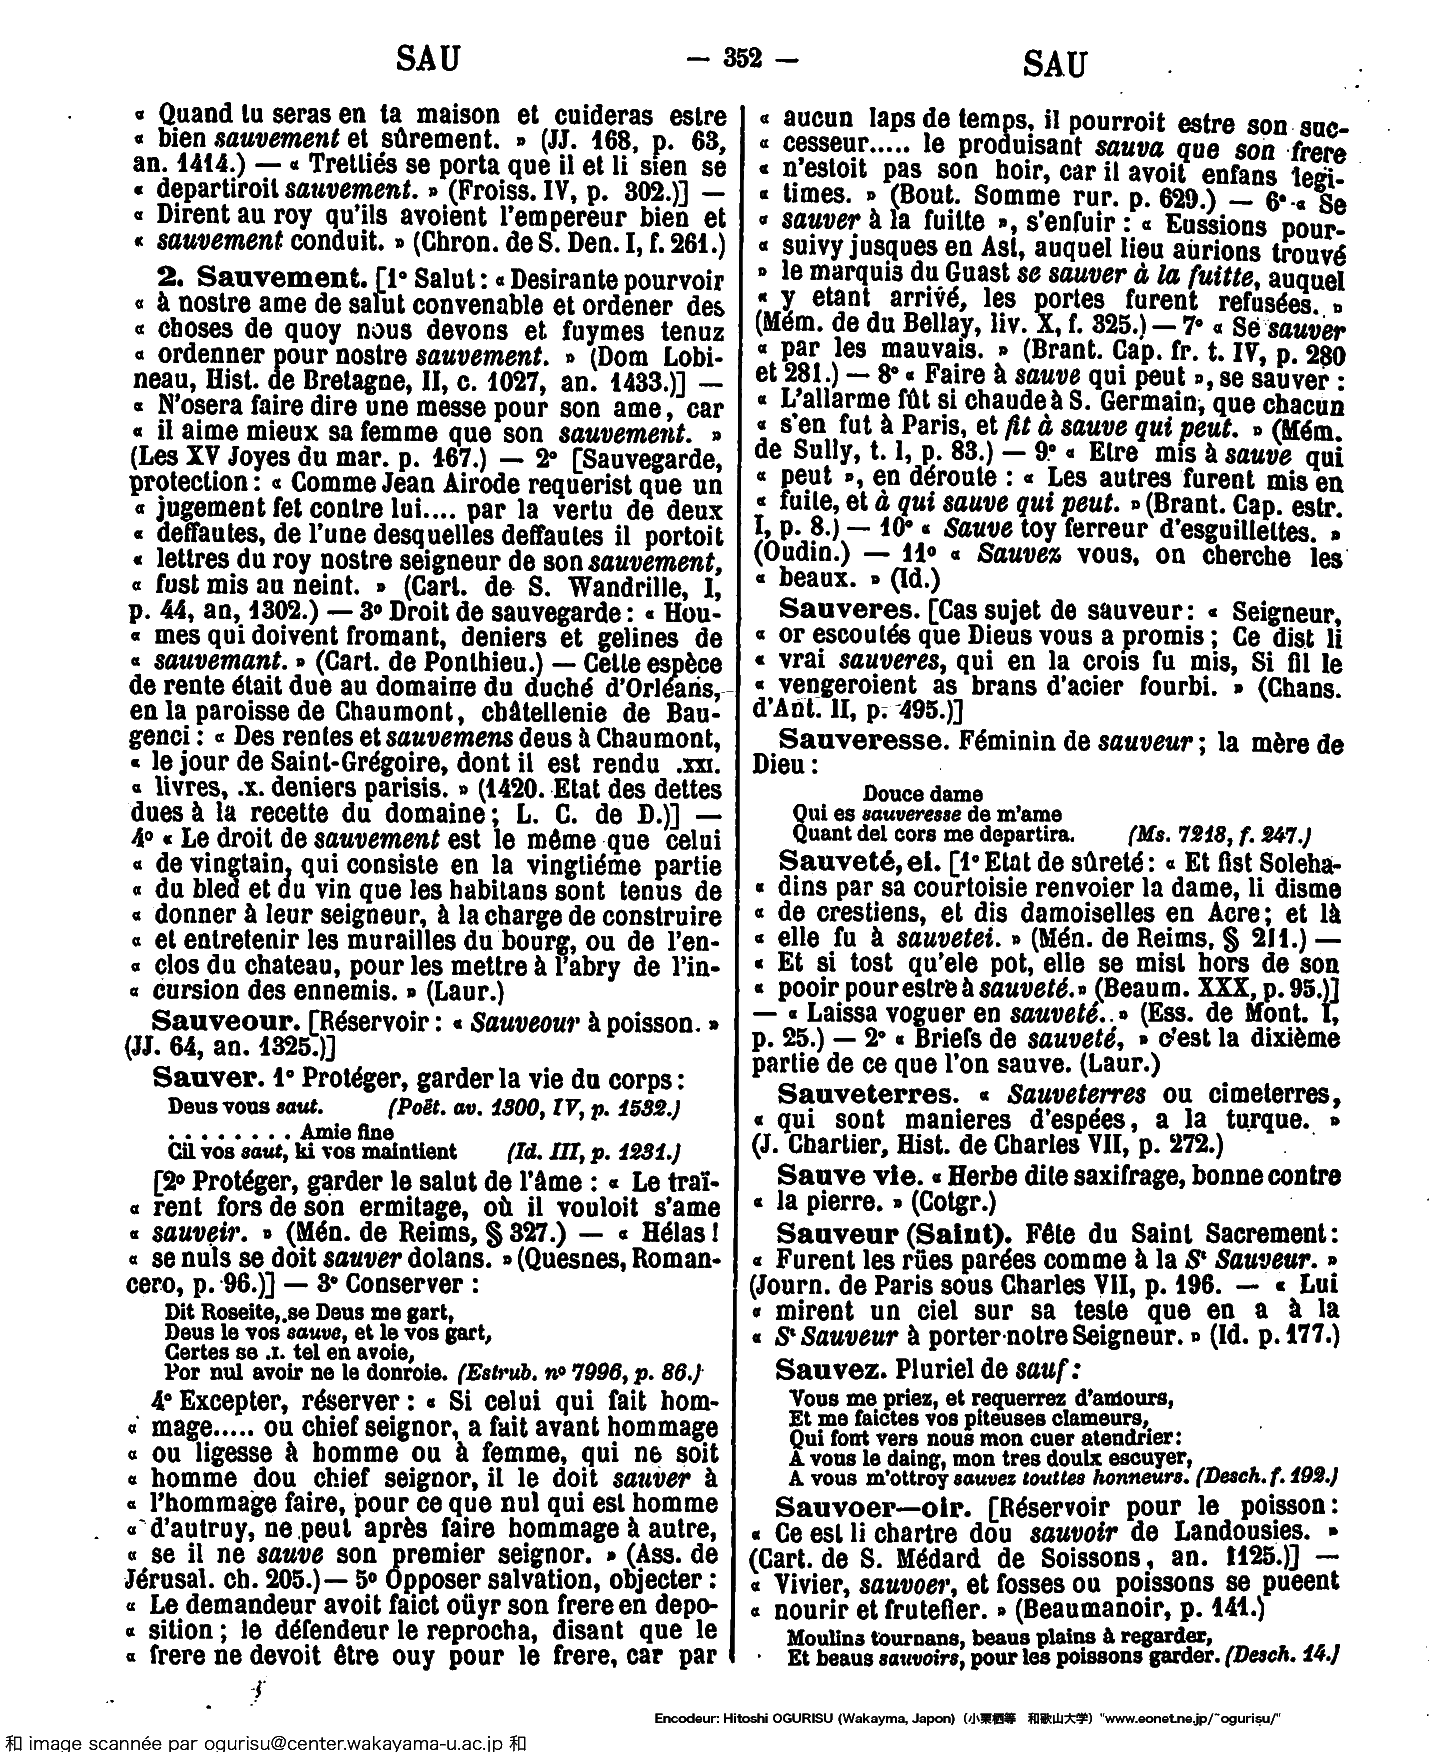 SAU
— 352 —
SAU
« Quand tu seras en ta maison et cuideras estre
« bien sauvement et sûrement. » (JJ. 168, p. 63,
an. 1414.) — « Trettiés se porta que il et li sien se
« departiroit sauvement. » (Froiss. IV, p. 302.)] —
« Dirent au roy qu'ils avoient l'empereur bien et
« sauvement conduit. » (Chron. de S. Den. I, f. 261.)
2. Sauvement. [1° Salut : « Desirante pourvoir
« à nostre ame de salut convenable et ordener des
« choses de quoy nous devons et fuymes tenuz
« ordenner pour nostre sauvement. » (Dom Lobi-
neau, Hist. de Bretagne, II, c. 1027, an. 1433.)] —
« N'osera faire dire une messe pour son ame, car
« il aime mieux sa femme que son sauvement. »
(Les XV Joyes du mar. p. 167.) — 2° [Sauvegarde,
protection : « Comme Jean Airode requerist que un
« jugement fet contre lui.... par la vertu de deux
« deffautes, de l'une desquelles deffautes il portoit
« lettres du roy nostre seigneur de son sauvement,
« fust mis au neint. » (Cart. de S. Wandrille, I,
p. 44, an, 1302.) — 3° Droit de sauvegarde : « Hou-
« mes qui doivent fromant, deniers et gelines de
« sauvemant. » (Cart. de Ponthieu.) — Cette espèce
de rente était due au domaine du duché d'Orléans,
en la paroisse de Chaumont, châtellenie de Bau-
genci : « Des rentes et sauvemens deus à Chaumont,
« le jour de Saint-Grégoire, dont il est rendu .XXI.
« livres, .x. deniers parisis. » (1420. Etat des dettes
dues à la recette du domaine; L. C. de D.)] —
4° « Le droit de sauvement est le même que celui
« de vingtain, qui consiste en la vingtiéme partie
« du bled et du vin que les habitans sont tenus de
« donner à leur seigneur, à la charge de construire
« et entretenir les murailles du bourg, ou de l'en-
« clos du chateau, pour les mettre à l'abry de l'in-
« cursion des ennemis. » (Laur.)
Sauveour. [Réservoir : « Sauveour à poisson. »
(JJ. 64, an. 1325.)]
Sauver. 1° Protéger, garder la vie du corps :
Deus vous saut. (Poët. av. 1300, IV, p. 1532.)
. . . . . . . . Amie fine
Cil vos saut, ki vos maintient (Id. III, p. 1231.)
[2° Protéger, garder le salut de l'âme : « Le traï-
« rent fors de son ermitage, où il vouloit s'ame
« sauveir. » (Mén. de Reims, § 327.) — « Hélas !
« se nuls se doit sauver dolans. » (Quesnes, Roman-
cero, p. 96.)] — 3° Conserver :
Dit Roseite, se Deus me gart,
Deus le vos sauve, et le vos gart,
Certes se .I. tel en avoie,
Por nul avoir ne le donroie. (Estrub. n° 7996, p. 86.)
4° Excepter, réserver : « Si celui qui fait hom-
« mage..... ou chief seignor, a fait avant hommage
« ou ligesse à homme ou à femme, qui ne soit
« homme dou chief seignor, il le doit sauver à
« l'hommage faire, pour ce que nul qui est homme
« d'autruy, ne peut après faire hommage à autre,
« se il ne sauve son premier seignor. » (Ass. de
Jérusal. ch. 205.) — 5° Opposer salvation, objecter :
« Le demandeur avoit faict oüyr son frere en depo-
« sition ; le défendeur le reprocha, disant que le
« frere ne devoit être ouy pour le frere, car par
« aucun laps de temps, il pourroit estre son suc-
« cesseur..... le produisant sauva que son frere
« n'estoit pas son hoir, car il avoit enfans legi-
« times. » (Bout. Somme rur. p. 629.) — 6° « Se
« sauver à la fuitte », s'enfuir : « Eussions pour-
« suivy jusques en Ast, auquel lieu aurions trouvé
» le marquis du Guast se sauver à la fuitte, auquel
« y etant arrivé, les portes furent refusées. »
(Mém. de du Bellay, liv. X, f. 325.) — 7° « Se sauver
« par les mauvais. » (Brant. Cap. fr. t. IV, p. 280
et 281.) — 8° « Faire à sauve qui peut », se sauver :
« L'allarme fût si chaude à S. Germain, que chacun
« s'en fut à Paris, et fit à sauve qui peut. » (Mém.
de Sully, t. I, p. 83.) — 9° « Etre mis à sauve qui
« peut », en déroute : « Les autres furent mis en
« fuite, et à qui sauve qui peut. » (Brant. Cap. estr.
I, p. 8.) — 10° « Sauve toy ferreur d'esguillettes. »
(Oudin.) — 11° « Sauvez vous, on cherche les
« beaux. » (Id.)
Sauveres. [Cas sujet de sauveur : « Seigneur,
« or escoutés que Dieus vous a promis ; Ce dist li
« vrai sauveres, qui en la crois fu mis, Si fil le
« vengeroient as brans d'acier fourbi. » (Chans.
d'Ant. II, p. 495.)]
Sauveresse. Féminin de sauveur ; la mère de
Dieu :
Douce dame
Qui es sauveresse de m'ame
Quant del cors me departira. (Ms. 7218, f. 247.)
Sauveté, ei. [1° Etat de sûreté : « Et fist Soleha-
« dins par sa courtoisie renvoier la dame, li disme
« de crestiens, et dis damoiselles en Acre ; et là
« elle fu à sauvetei. » (Mén. de Reims, § 211.) —
« Et si tost qu'ele pot, elle se mist hors de son
« pooir pour estre à sauveté. » (Beaum. XXX, p. 95.)]
— « Laissa voguer en sauveté.. » (Ess. de Mont. I,
p. 25.) — 2° « Briefs de sauveté, » c'est la dixième
partie de ce que l'on sauve. (Laur.)
Sauveterres. « Sauveterres ou cimeterres,
« qui sont manieres d'espées, a la turque. »
(J. Chartier, Hist. de Charles VII, p. 272.)
Sauve vie. « Herbe dite saxifrage, bonne contre
« la pierre. » (Cotgr.)
Sauveur (Saint). Fête du Saint Sacrement :
« Furent les rües parées comme à la St Sauveur. »
(Journ. de Paris sous Charles VII, p. 196. — « Lui
« mirent un ciel sur sa teste que en a à la
« St Sauveur à porter notre Seigneur. » (Id. p. 177.)
Sauvez. Pluriel de sauf :
Vous me priez, et requerrez d'amours,
Et me faictes vos piteuses clameurs,
Qui font vers nous mon cuer atendrier :
A vous le daing, mon tres doulx escuyer,
A vous m'ottroy sauvez touttes honneurs. (Desch. f. 192.)
Sauvoer—oir. [Réservoir pour le poisson :
« Ce est li chartre dou sauvoir de Landousies. »
(Cart. de S. Médard de Soissons, an. 1125.)] —
« Vivier, sauvoer, et fosses ou poissons se pueent
« nourir et frutefier. » (Beaumanoir, p. 141.)
Moulins tournans, beaus plains à regarder,
Et beaus sauvoirs, pour les poissons garder. (Desch. 14.)
Encodeur: Hitoshi OGURISU (Wakayma, Japon) (小栗栖等 和歌山大学) "www.eonet.ne.jp/~ogurisu/"
和 image scannée par ogurisu@center.wakayama-u.ac.jp 和